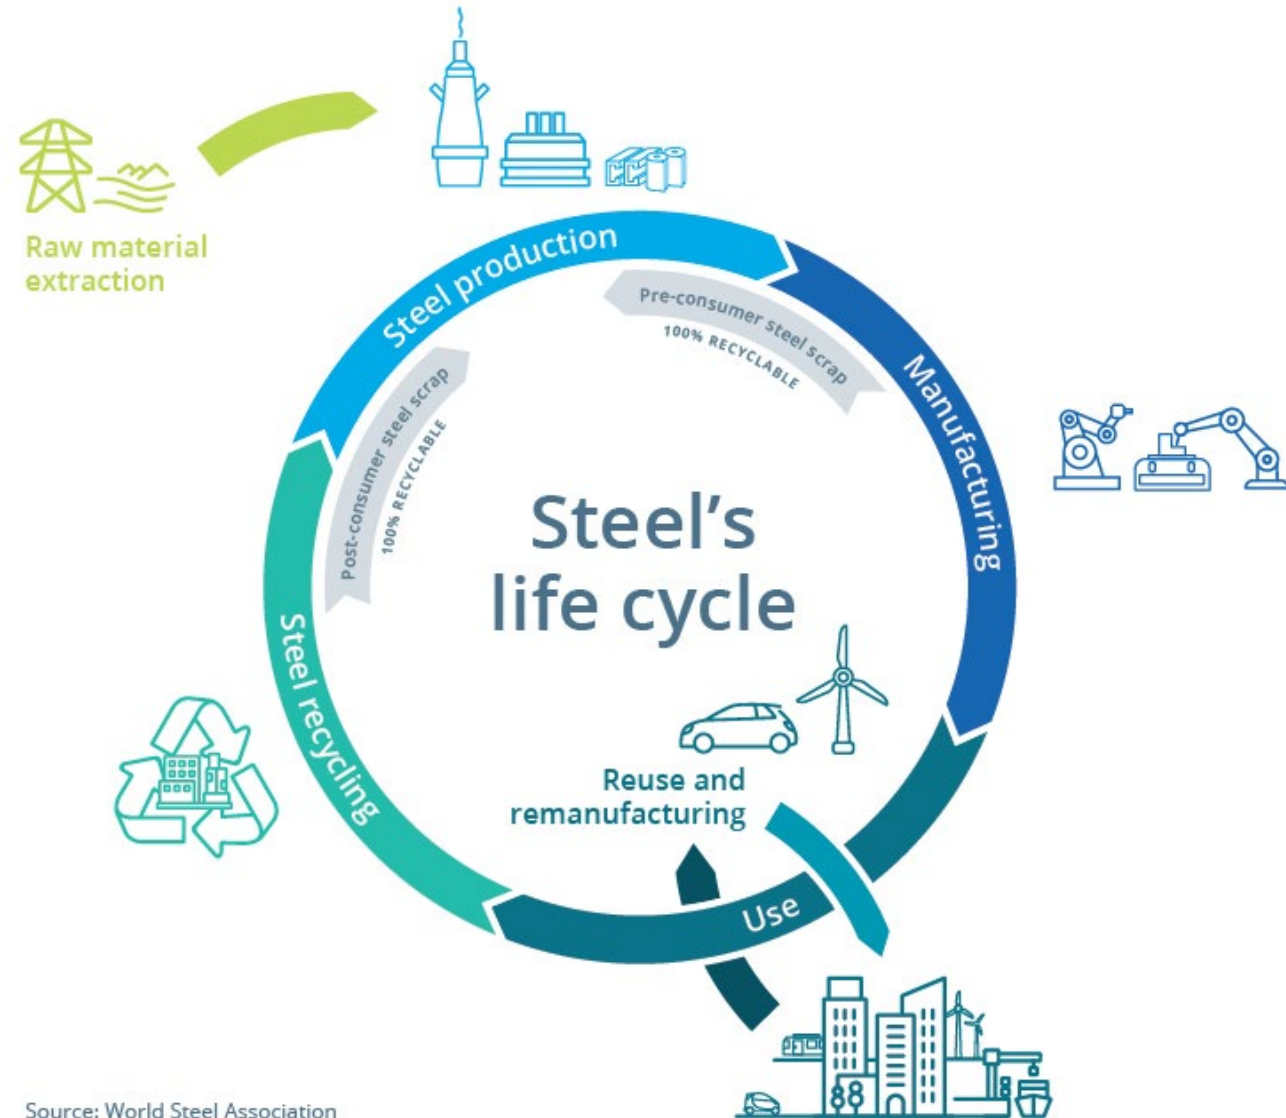 Raw material
extraction
Steel production
Pre-consumer steel scrap
100% RECYCLABLE
Manufacturing
Post-consumer steel scrap
100% RECYCLABLE
Steel's
life cycle
Steel recycling
Reuse and
remanufacturing
Use
Source: World Steel Association